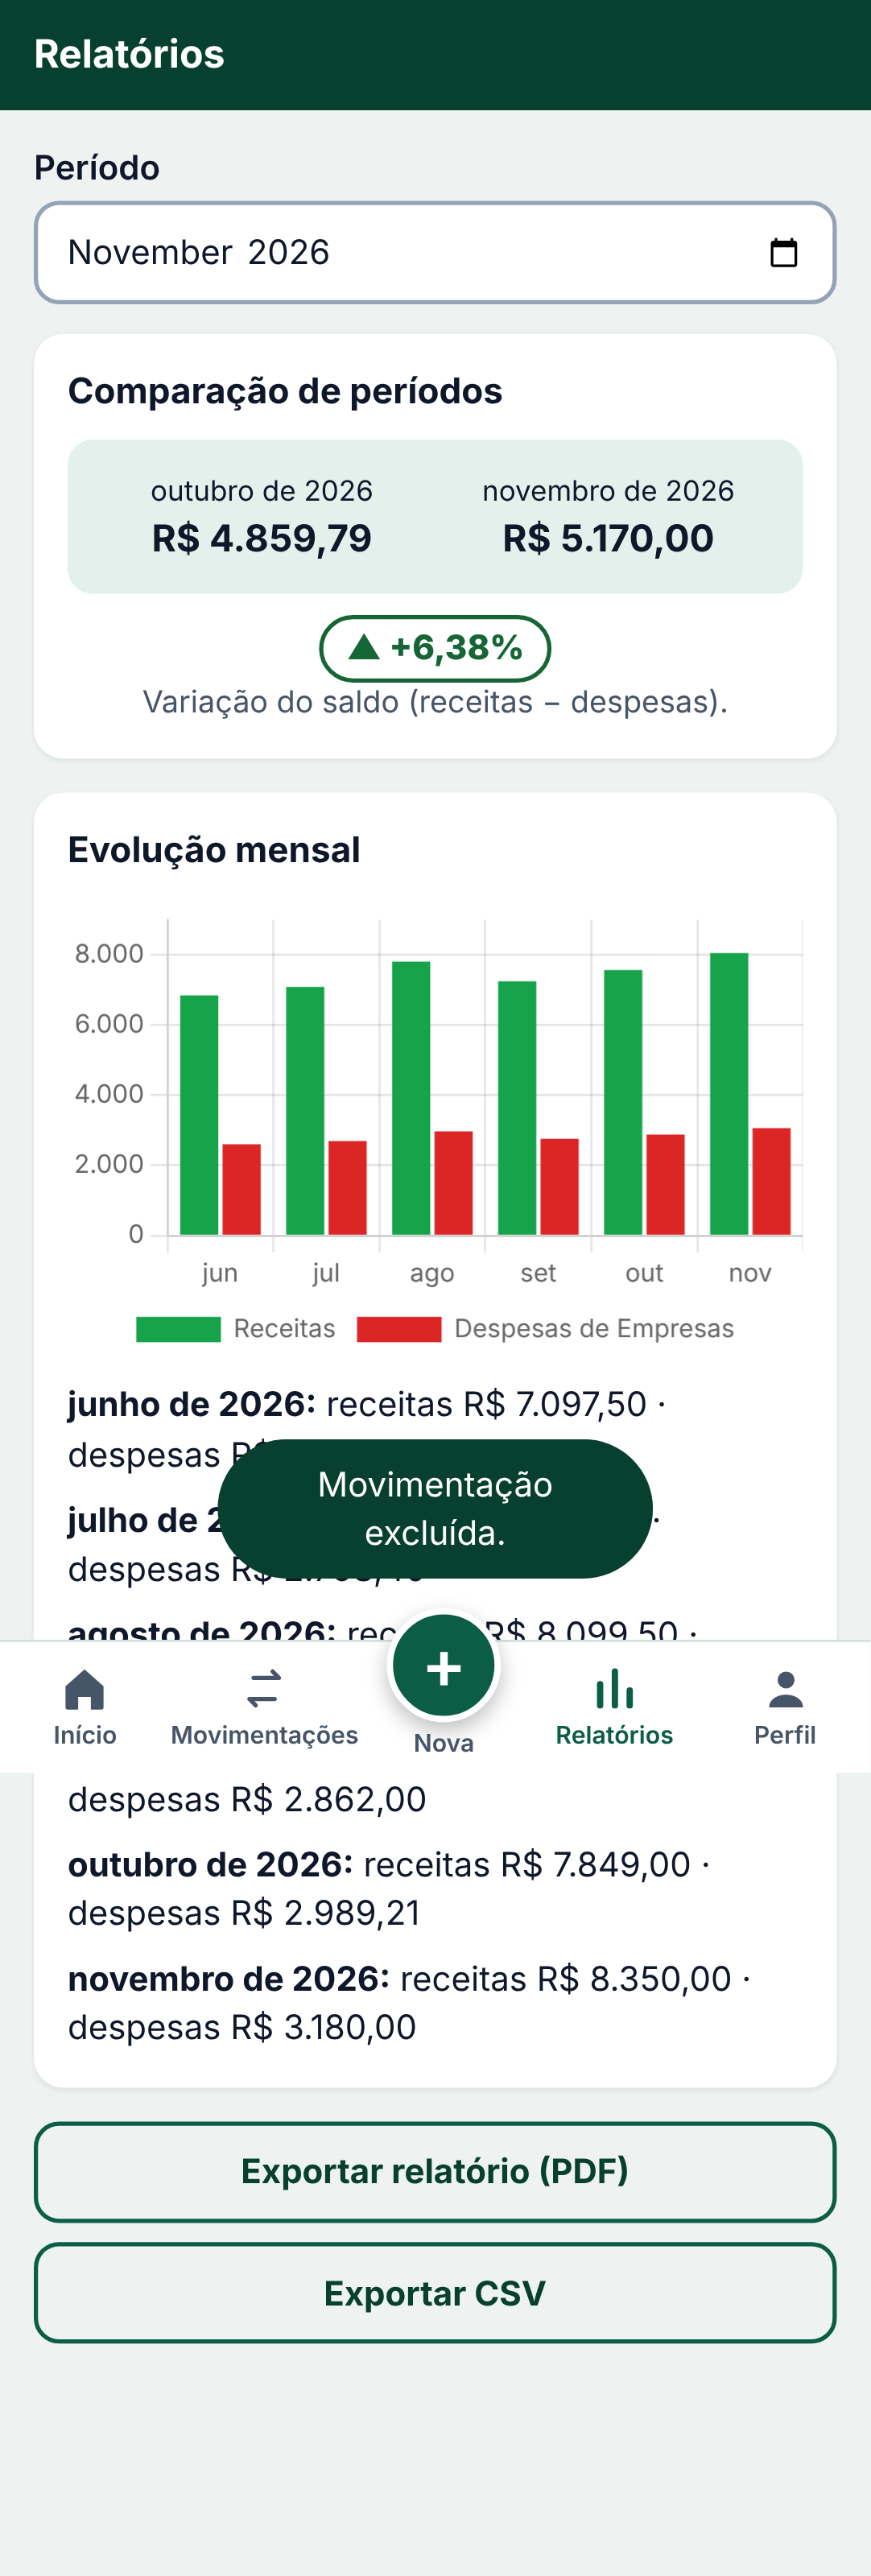 Relatórios
Período
November 2026
Comparação de períodos
outubro de 2026
R$ 4.859,79
novembro de 2026
R$ 5.170,00
▲ +6,38%
Variação do saldo (receitas − despesas).
Evolução mensal
8.000
6.000
4.000
2.000
0
jun jul ago set out nov
Receitas Despesas de Empresas
junho de 2026: receitas R$ 7.097,50 ·
despesas
Movimentação
excluída.
julho de ·
despesas R$
agosto de 2026: R$ 8.099,50 ·
Início
Movimentações
+
Nova
Relatórios
Perfil
despesas R$ 2.862,00
outubro de 2026: receitas R$ 7.849,00 ·
despesas R$ 2.989,21
novembro de 2026: receitas R$ 8.350,00 ·
despesas R$ 3.180,00
Exportar relatório (PDF)
Exportar CSV